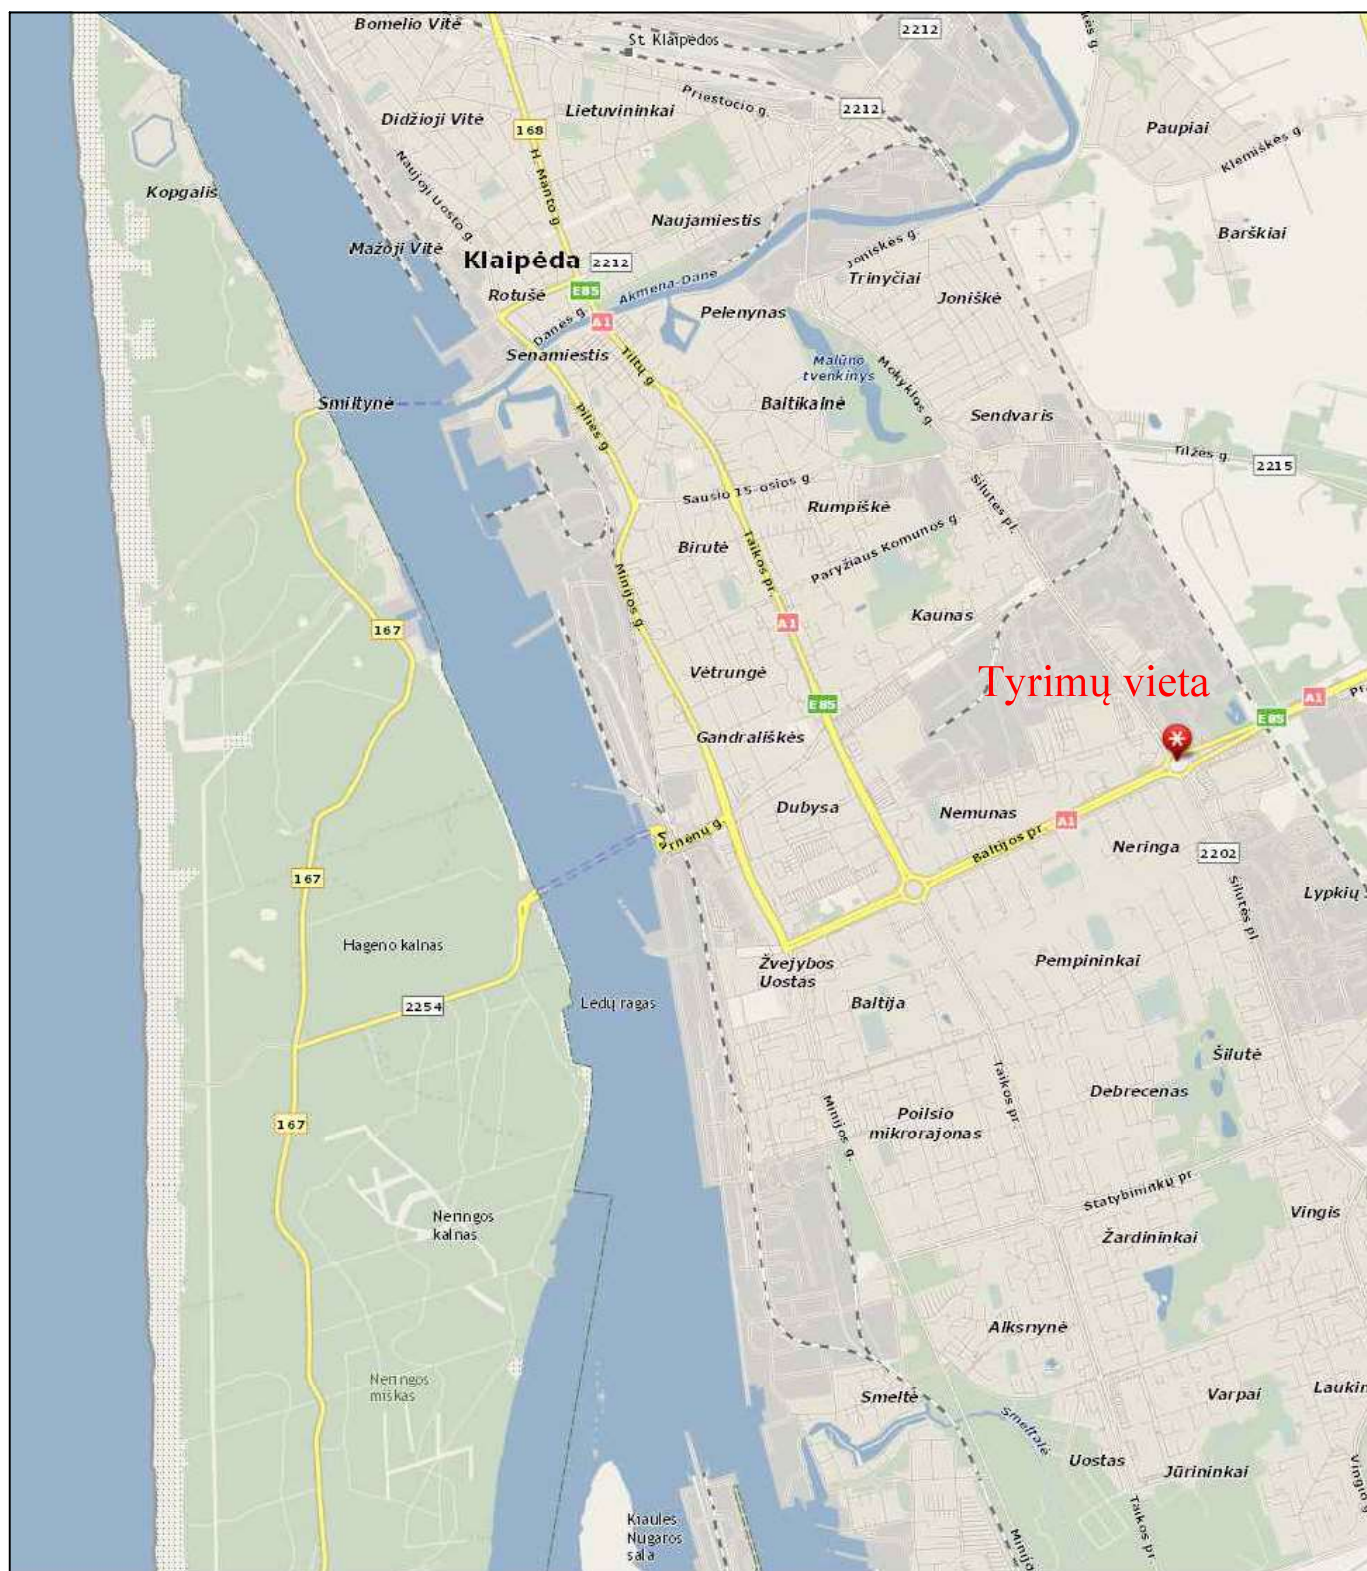 Bomelio Vitė
2212
St. Klaipėdos
Priestočio g.
2212
Didžioji Vitė
Lietuvininkai
168
Paupiai
Klemiškės g.
H. Manto g.
Naujoji Uosto g.
Kopgalis
Naujamiestis
Barškiai
Mažoji Vitė
Joniškės g.
Klaipėda
2212
Trinyčiai
Rotušė
E85
Akmena-Danė
Joniškė
Danės g.
A1
Pelenynas
Senamiestis
Tiltų g.
Malūno
tvenkinys
Mokyklos g.
Smiltynė
Pilies g.
Baltikalnė
Sendvaris
Tilžės g.
2215
Sausio 15-osios g.
Šilutės pl.
Rumpiškė
Birutė
Taikos pr.
Paryžiaus Komunos g.
Minijos g.
Kaunas
167
A1
Vėtrungė
Tyrimų vieta
A1
E85
E85
Gandrališkės
Dubysa
Nemunas
A1
Baltijos pr.
Neringa
2202
167
Šilutės pl.
Lypkių
Hageno kalnas
Žvejybos
Uostas
Pempininkai
2254
Ledų ragas
Baltija
Šilutė
Taikos pr.
Debrecenas
167
Minijos g.
Poilsio
mikrorajonas
Statybininkų pr.
Neringos
kalnas
Vingis
Žardininkai
Alksnynė
Neringos
miškas
Smeltė
Smeltalė
Varpai
Uostas
Jūrininkai
Kiaulės
Nugaros
sala
Taikos pr.